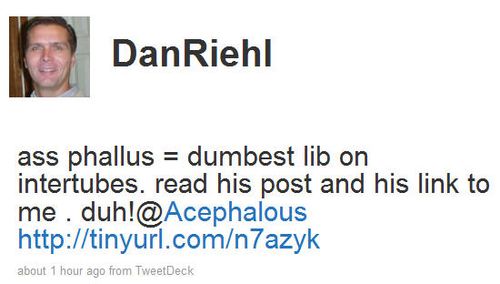 DanRiehl
ass phallus = dumbest lib on
intertubes. read his post and his link to
me . duh!@Acephalous
http://tinyurl.com/n7azyk
about 1 hour ago from TweetDeck